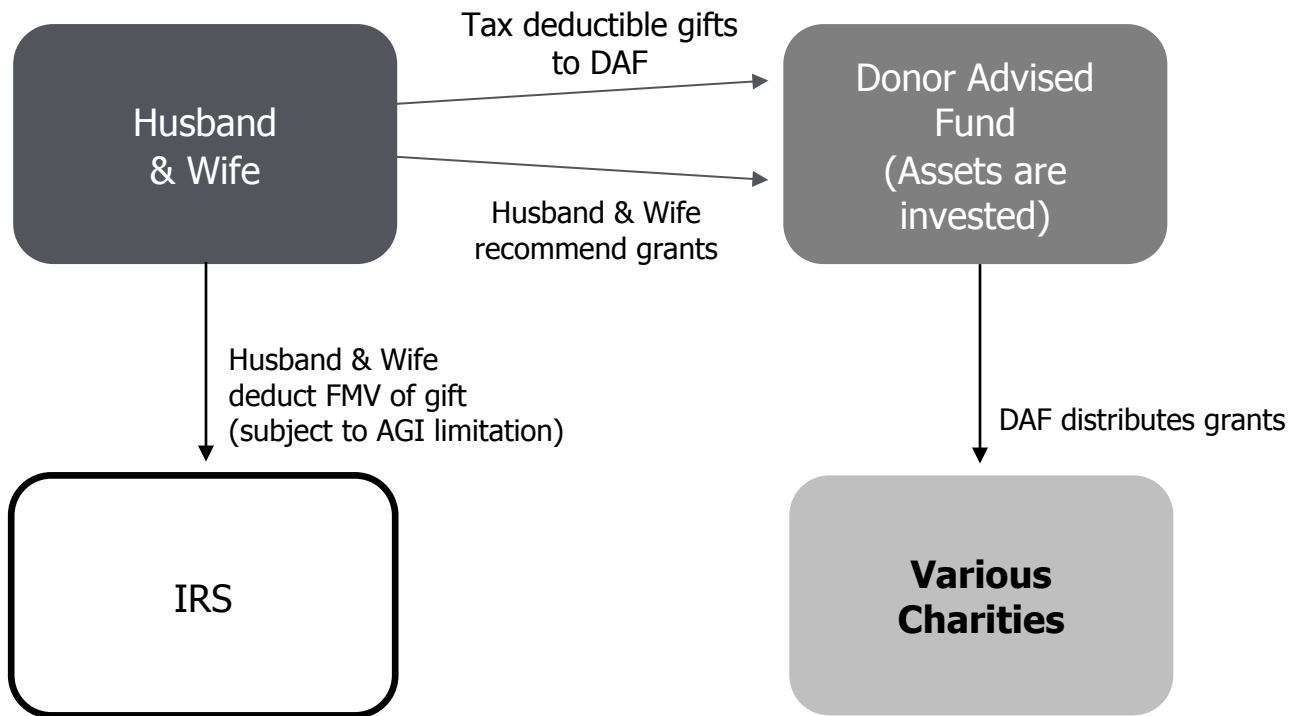 Tax deductible gifts
to DAF
Husband
& Wife
Donor Advised
Fund
(Assets are
invested)
Husband & Wife
recommend grants
Husband & Wife
deduct FMV of gift
(subject to AGI limitation)
DAF distributes grants
IRS
Various
Charities